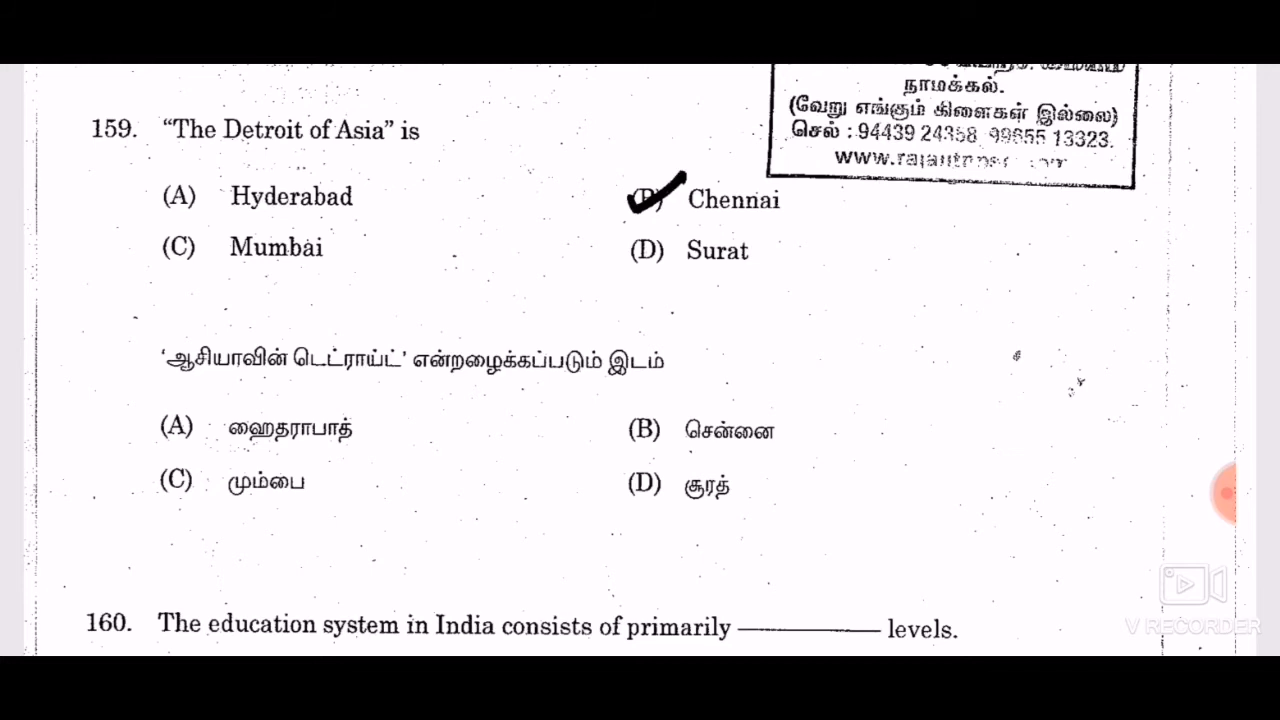 நாமக்கல்.
(வேறு எங்கும் கிளைகள் இல்லை)
செல் : 94439 24358, 99655 13323.
159. “The Detroit of Asia” is
(A) Hyderabad
(B) Chennai
(C) Mumbai
(D) Surat
‘ஆசியாவின் டெட்ராய்ட்’ என்றழைக்கப்படும் இடம்
(A) ஹைதராபாத்
(B) சென்னை
(C) மும்பை
(D) சூரத்
160. The education system in India consists of primarily ———— levels.
V RECORDER